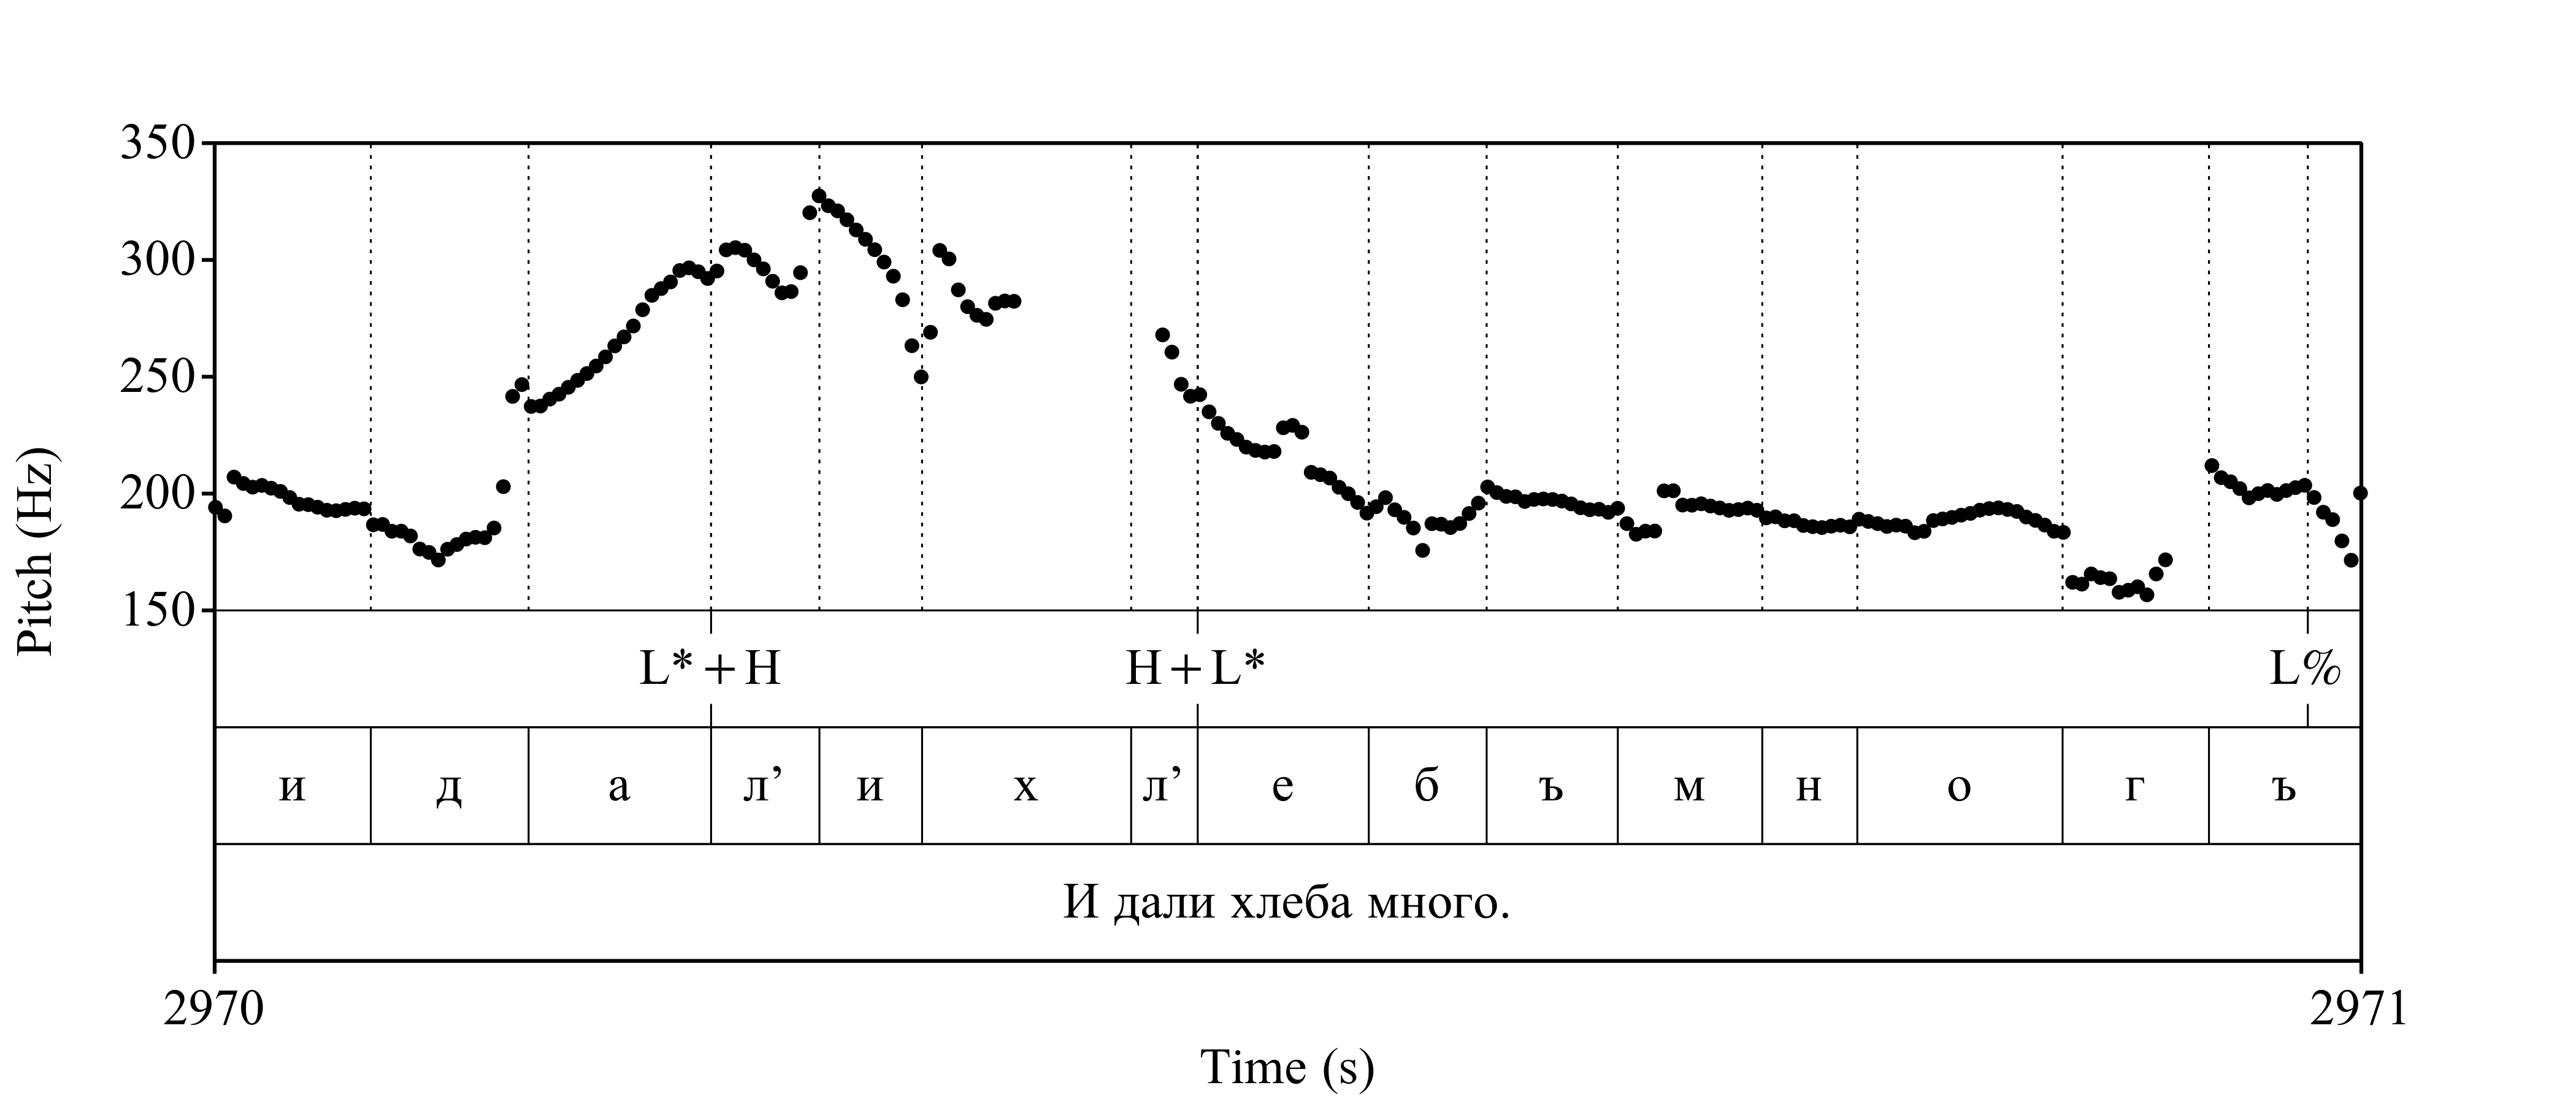 350
300
250
200
150
Pitch (Hz)
L*+H H+L* L%
и д а л’ и х л’ е б ъ м н о г ъ
И дали хлеба много.
2970 2971
Time (s)